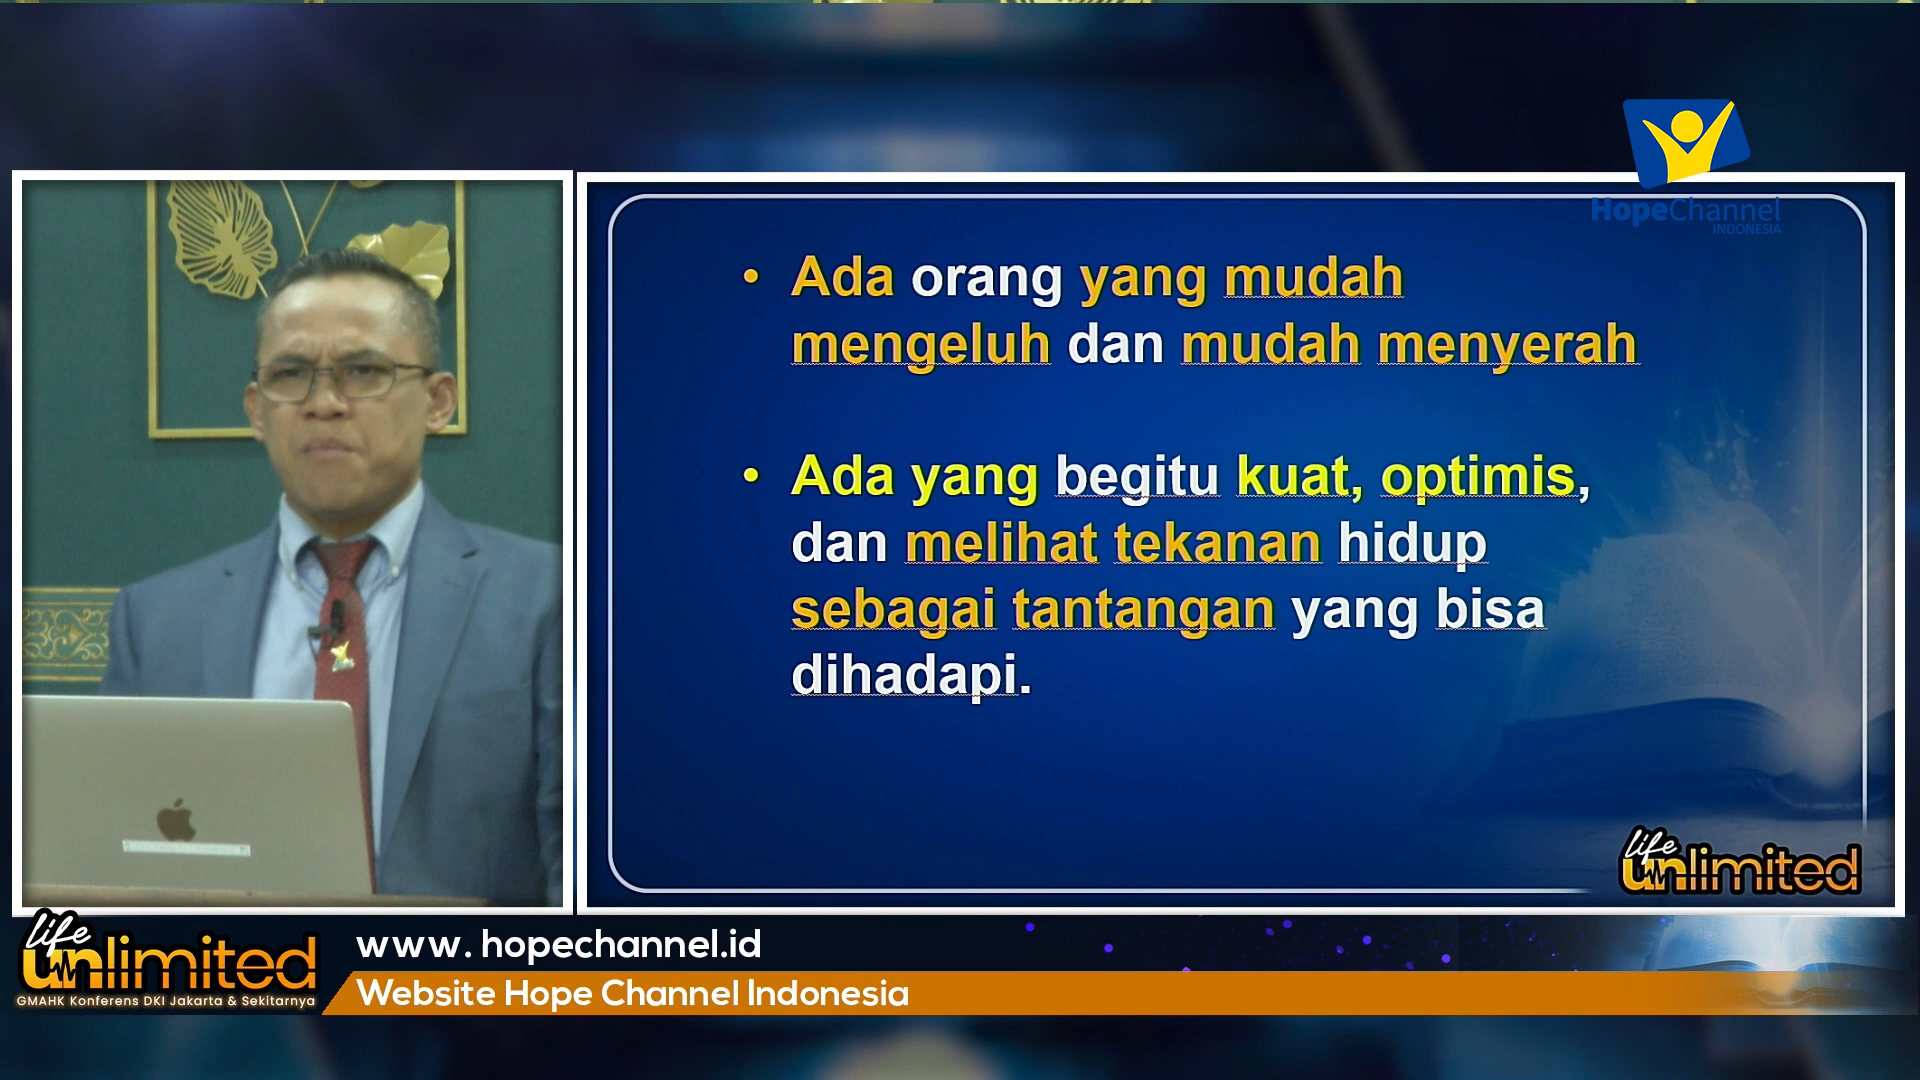 HopeChannel
INDONESIA
• Ada orang yang mudah
mengeluh dan mudah menyerah
• Ada yang begitu kuat, optimis,
dan melihat tekanan hidup
sebagai tantangan yang bisa
dihadapi.
life
unlimited
life
unlimited
GMAHK Konferens DKI Jakarta & Sekitarnya
www.hopechannel.id
Website Hope Channel Indonesia